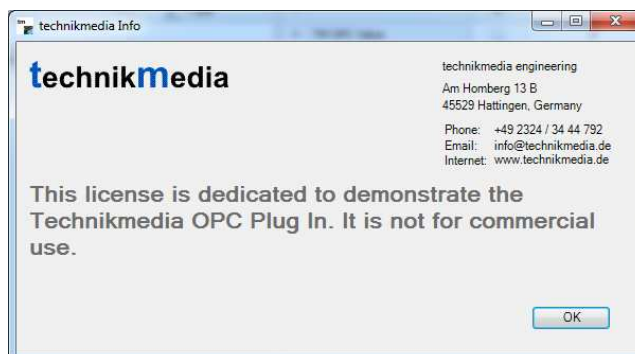 technikmedia Info
technikmedia
technikmedia engineering
Am Homberg 13 B
45529 Hattingen, Germany
Phone: +49 2324 / 34 44 792
Email: info@technikmedia.de
Internet: www.technikmedia.de
This license is dedicated to demonstrate the
Technikmedia OPC Plug In. It is not for commercial
use.
OK